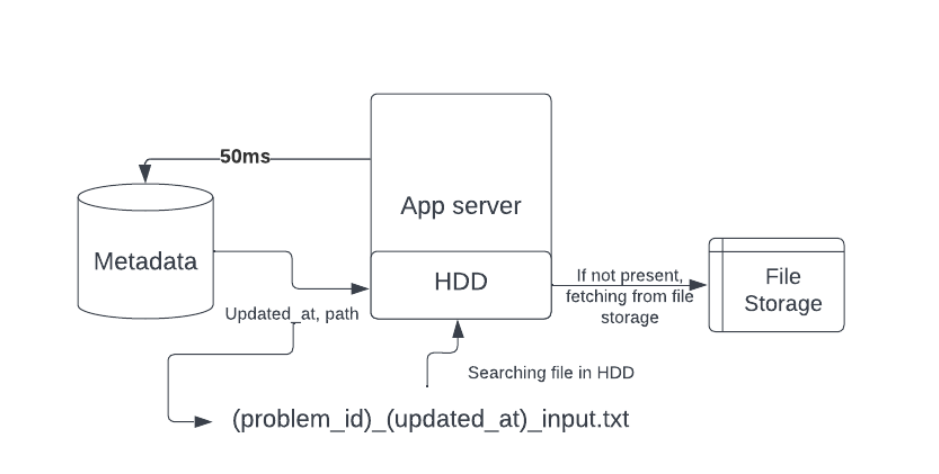 50ms
App server
Metadata
HDD
If not present,
fetching from file
storage
File
Storage
Updated_at, path
Searching file in HDD
(problem_id)_(updated_at)_input.txt